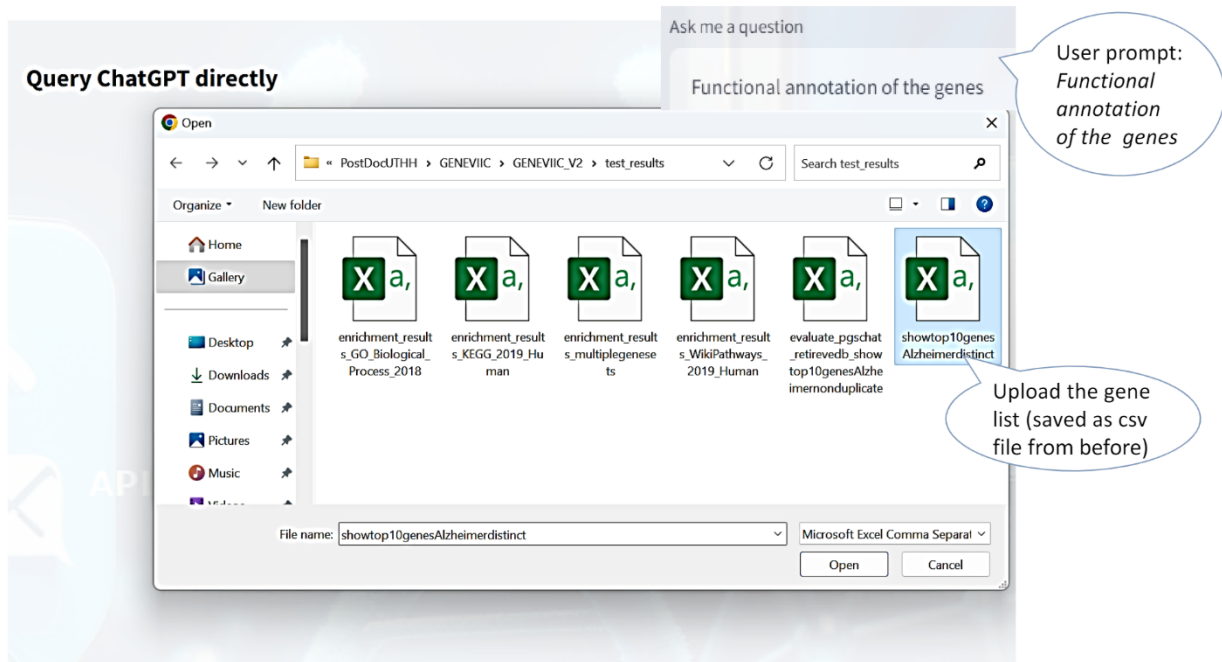 Ask me a question
Query ChatGPT directly
Functional annotation of the genes
User prompt:
Functional
annotation
of the genes
Open
« PostDocUTHH › GENEVIIC › GENEVIIC_V2 › test_results
Search test_results
Organize
New folder
Home
Gallery
Desktop
Downloads
Documents
Pictures
Music
enrichment_result
s_GO_Biological_
Process_2018
enrichment_result
s_KEGG_2019_Hu
man
enrichment_result
s_multiplegenese
ts
enrichment_result
s_WikiPathways_
2019_Human
evaluate_pgschat
_retirevedb_show
top10genesAlzhe
imernonduplicate
showtop10genes
Alzheimerdistinct
Upload the gene
list (saved as csv
file from before)
API
File name:
showtop10genesAlzheimerdistinct
Microsoft Excel Comma Separat
Open
Cancel